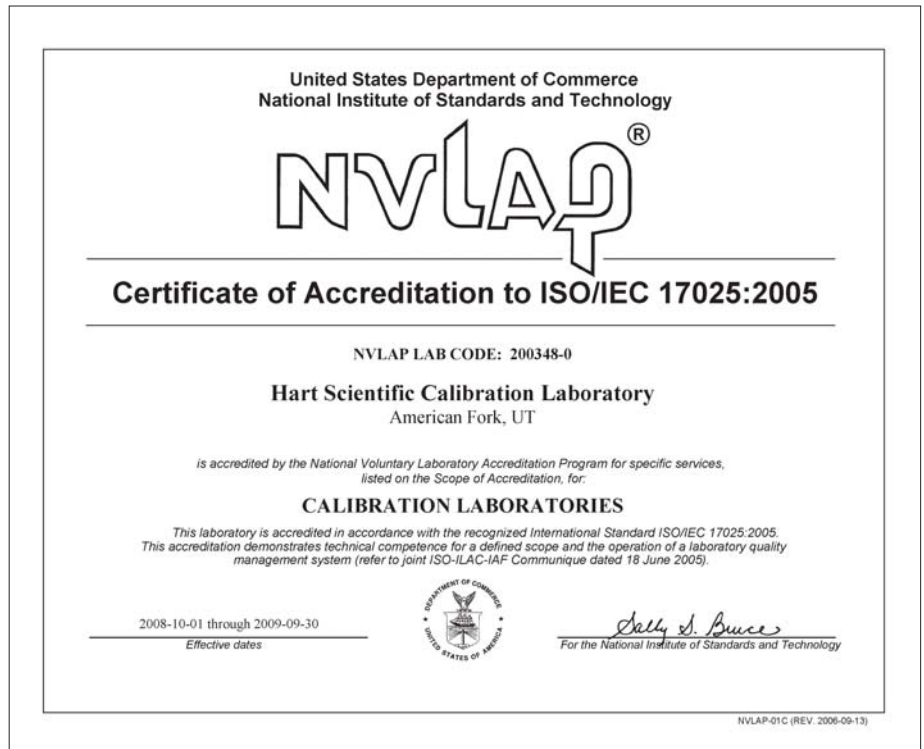 United States Department of Commerce
National Institute of Standards and Technology
NVLAP®
Certificate of Accreditation to ISO/IEC 17025:2005
NVLAP LAB CODE: 200348-0
Hart Scientific Calibration Laboratory
American Fork, UT
is accredited by the National Voluntary Laboratory Accreditation Program for specific services,
listed on the Scope of Accreditation, for:
CALIBRATION LABORATORIES
This laboratory is accredited in accordance with the recognized International Standard ISO/IEC 17025:2005.
This accreditation demonstrates technical competence for a defined scope and the operation of a laboratory quality
management system (refer to joint ISO-ILAC-IAF Communique dated 18 June 2005).
2008-10-01 through 2009-09-30
Effective dates
DEPARTMENT OF COMMERCE
UNITED STATES OF AMERICA
Sally S. Bruce
For the National Institute of Standards and Technology
NVLAP-01C (REV. 2006-09-13)